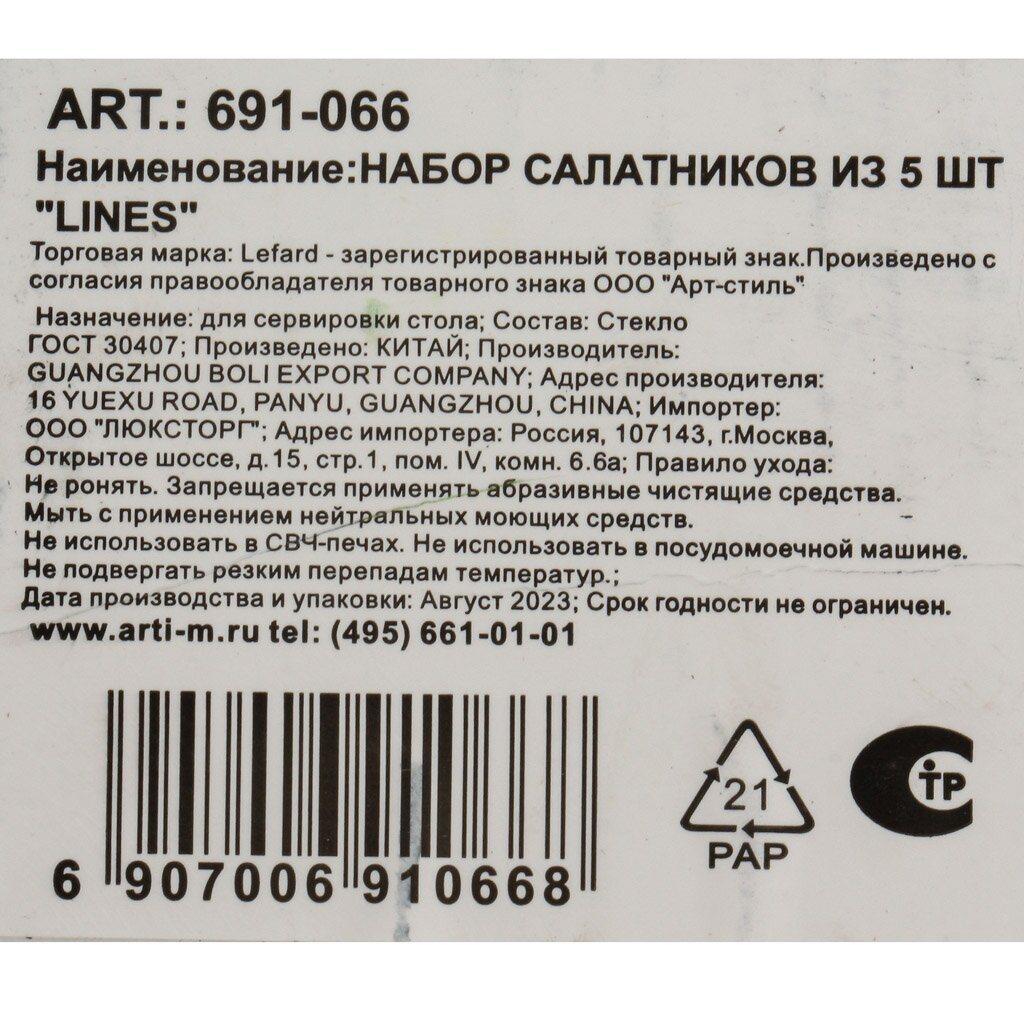 ART.: 691-066
Наименование:НАБОР САЛАТНИКОВ ИЗ 5 ШТ
"LINES"
Торговая марка: Lefard - зарегистрированный товарный знак.Произведено с
согласия правообладателя товарного знака ООО "Арт-стиль"
Назначение: для сервировки стола; Состав: Стекло
ГОСТ 30407; Произведено: КИТАЙ; Производитель:
GUANGZHOU BOLI EXPORT COMPANY; Адрес производителя:
16 YUEXU ROAD, PANYU, GUANGZHOU, CHINA; Импортер:
ООО "ЛЮКСТОРГ"; Адрес импортера: Россия, 107143, г.Москва,
Открытое шоссе, д.15, стр.1, пом. IV, комн. 6.6а; Правило ухода:
Не ронять. Запрещается применять абразивные чистящие средства.
Мыть с применением нейтральных моющих средств.
Не использовать в СВЧ-печах. Не использовать в посудомоечной машине.
Не подвергать резким перепадам температур.;
Дата производства и упаковки: Август 2023; Срок годности не ограничен.
www.arti-m.ru tel: (495) 661-01-01
6 907006 910668
21
PAP
СТР